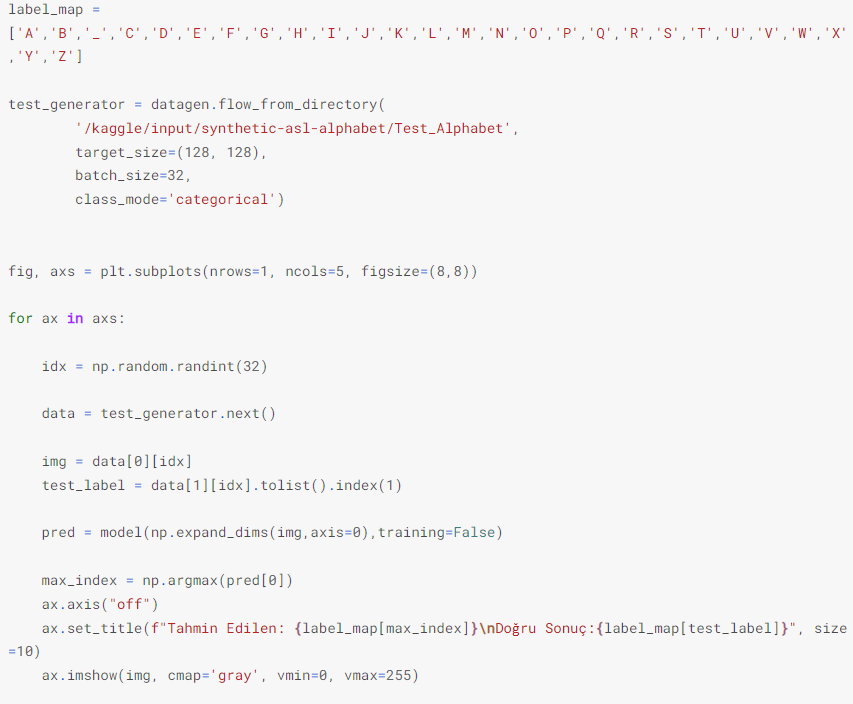 label_map =
['A','B','_','C','D','E','F','G','H','I','J','K','L','M','N','O','P','Q','R','S','T','U','V','W','X'
,'Y','Z']
test_generator = datagen.flow_from_directory(
        '/kaggle/input/synthetic-asl-alphabet/Test_Alphabet',
        target_size=(128, 128),
        batch_size=32,
        class_mode='categorical')
fig, axs = plt.subplots(nrows=1, ncols=5, figsize=(8,8))
for ax in axs:
    idx = np.random.randint(32)
    data = test_generator.next()
    img = data[0][idx]
    test_label = data[1][idx].tolist().index(1)
    pred = model(np.expand_dims(img,axis=0),training=False)
    max_index = np.argmax(pred[0])
    ax.axis("off")
    ax.set_title(f"Tahmin Edilen: {label_map[max_index]}\nDoğru Sonuç:{label_map[test_label]}", size
=10)
    ax.imshow(img, cmap='gray', vmin=0, vmax=255)